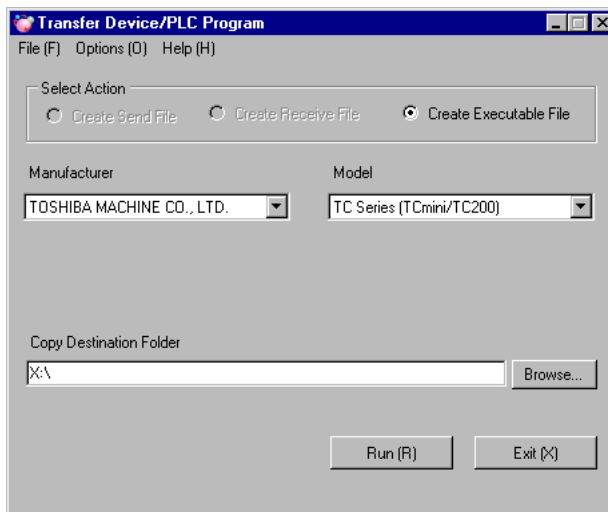 Transfer Device/PLC Program
File (F) Options (O) Help (H)
Select Action
Create Send File Create Receive File Create Executable File
Manufacturer Model
TOSHIBA MACHINE CO., LTD. TC Series (TCmini/TC200)
Copy Destination Folder
X:\
Browse...
Run (R) Exit (X)